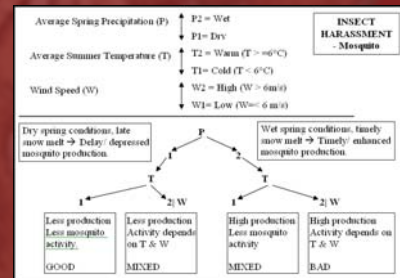 Average Spring Precipitation (P)
P2 = Wet
P1= Dry
INSECT
HARASSMENT
- Mosquito
Average Summer Temperature (T)
T2 = Warm (T > =6°C)
T1= Cold (T < 6°C)
Wind Speed (W)
W2 = High (W > 6m/s)
W1= Low (W=< 6 m/s)
Dry spring conditions, late
snow melt → Delay/ depressed
mosquito production.
Wet spring conditions, timely
snow melt → Timely/ enhanced
mosquito production.
P
1 2
T T
1 2| W 1 2| W
Less production
Less mosquito
activity.
GOOD
Less production
Activity depends
on T & W
MIXED
High production
Less mosquito
activity
MIXED
High production
Activity depends on
T & W
BAD